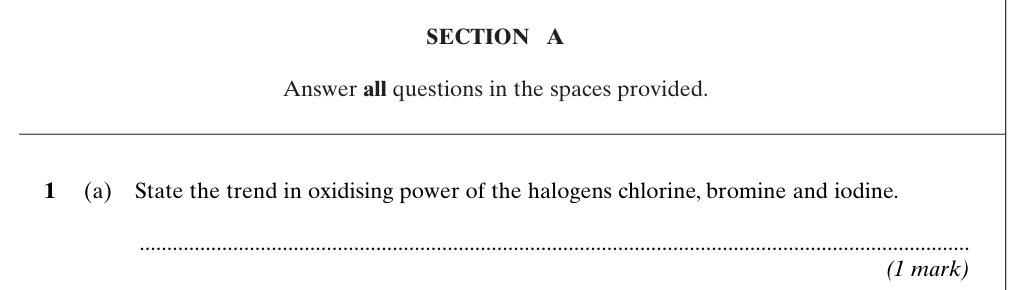 SECTION A
Answer all questions in the spaces provided.
1 (a) State the trend in oxidising power of the halogens chlorine, bromine and iodine.
..........................................................................................................................................................
(1 mark)